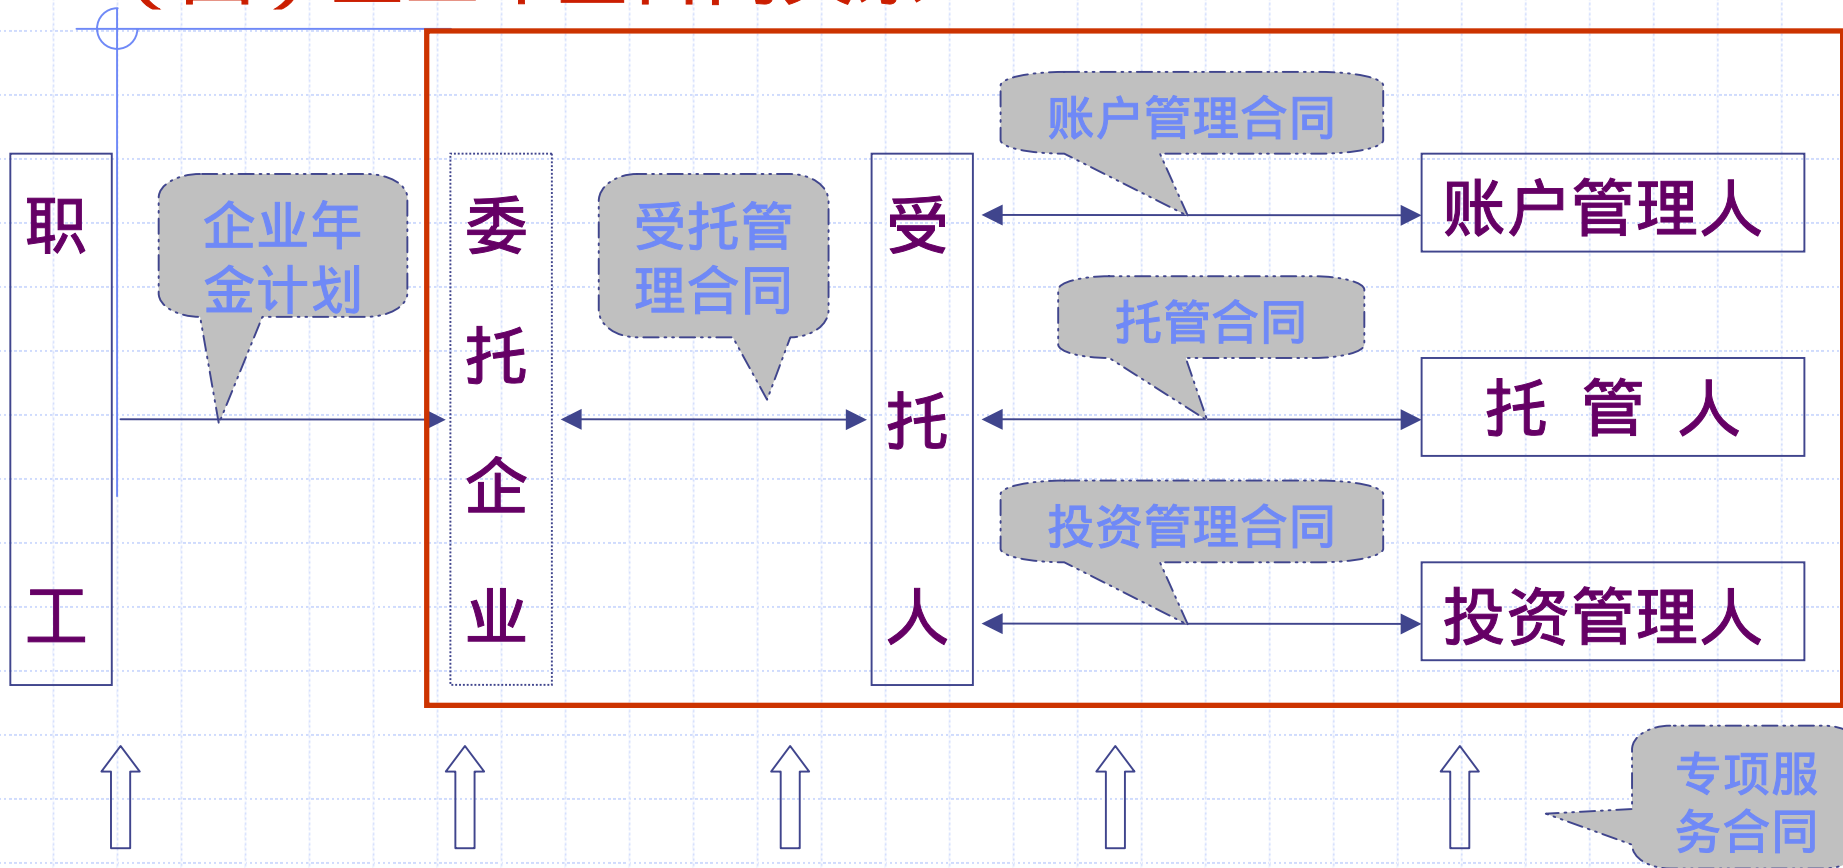 账户管理合同
职
工
企业年
金计划
委
托
企
业
受托管
理合同
受
托
人
账户管理人
托管合同
托 管 人
投资管理合同
投资管理人
专项服
务合同